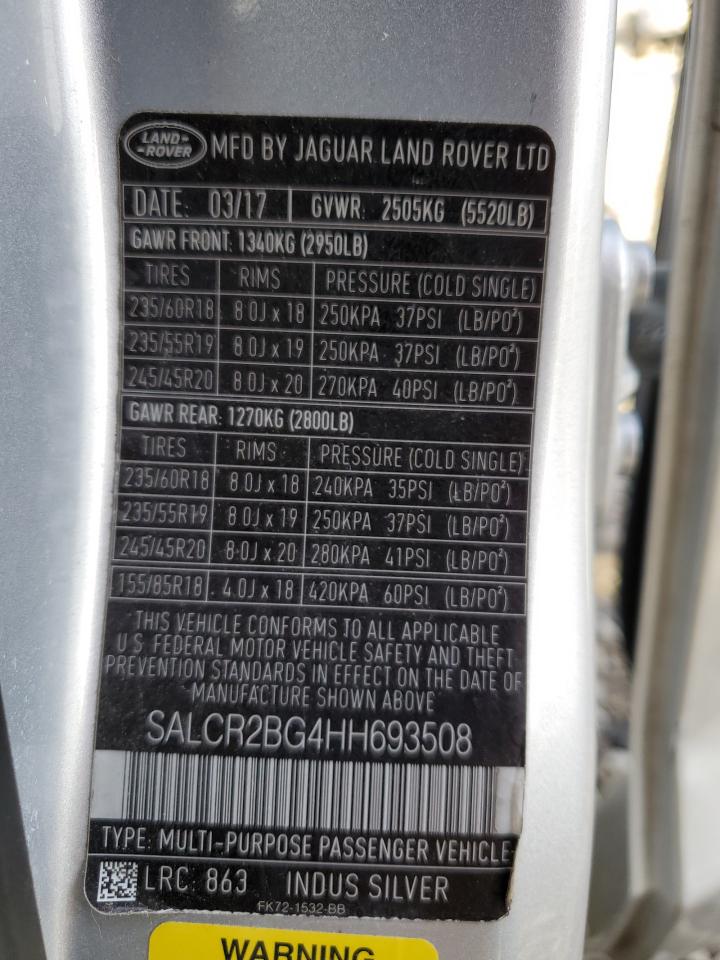 LAND-
-ROVER
MFD BY JAGUAR LAND ROVER LTD
DATE: 03/17 GVWR: 2505KG (5520LB)
GAWR FRONT: 1340KG (2950LB)
TIRES RIMS PRESSURE (COLD SINGLE)
235/60R18 8.0J x 18 250KPA 37PSI (LB/PO²)
235/55R19 8.0J x 19 250KPA 37PSI (LB/PO²)
245/45R20 8.0J x 20 270KPA 40PSI (LB/PO²)
GAWR REAR: 1270KG (2800LB)
TIRES RIMS PRESSURE (COLD SINGLE)
235/60R18 8.0J x 18 240KPA 35PSI (LB/PO²)
235/55R19 8.0J x 19 250KPA 37PSI (LB/PO²)
245/45R20 8.0J x 20 280KPA 41PSI (LB/PO²)
155/85R18 4.0J x 18 420KPA 60PSI (LB/PO²)
THIS VEHICLE CONFORMS TO ALL APPLICABLE
U.S. FEDERAL MOTOR VEHICLE SAFETY AND THEFT
PREVENTION STANDARDS IN EFFECT ON THE DATE OF
MANUFACTURE SHOWN ABOVE
SALCR2BG4HH693508
TYPE: MULTI-PURPOSE PASSENGER VEHICLE
LRC 863 INDUS SILVER
FK72-1532-BB
WARNING